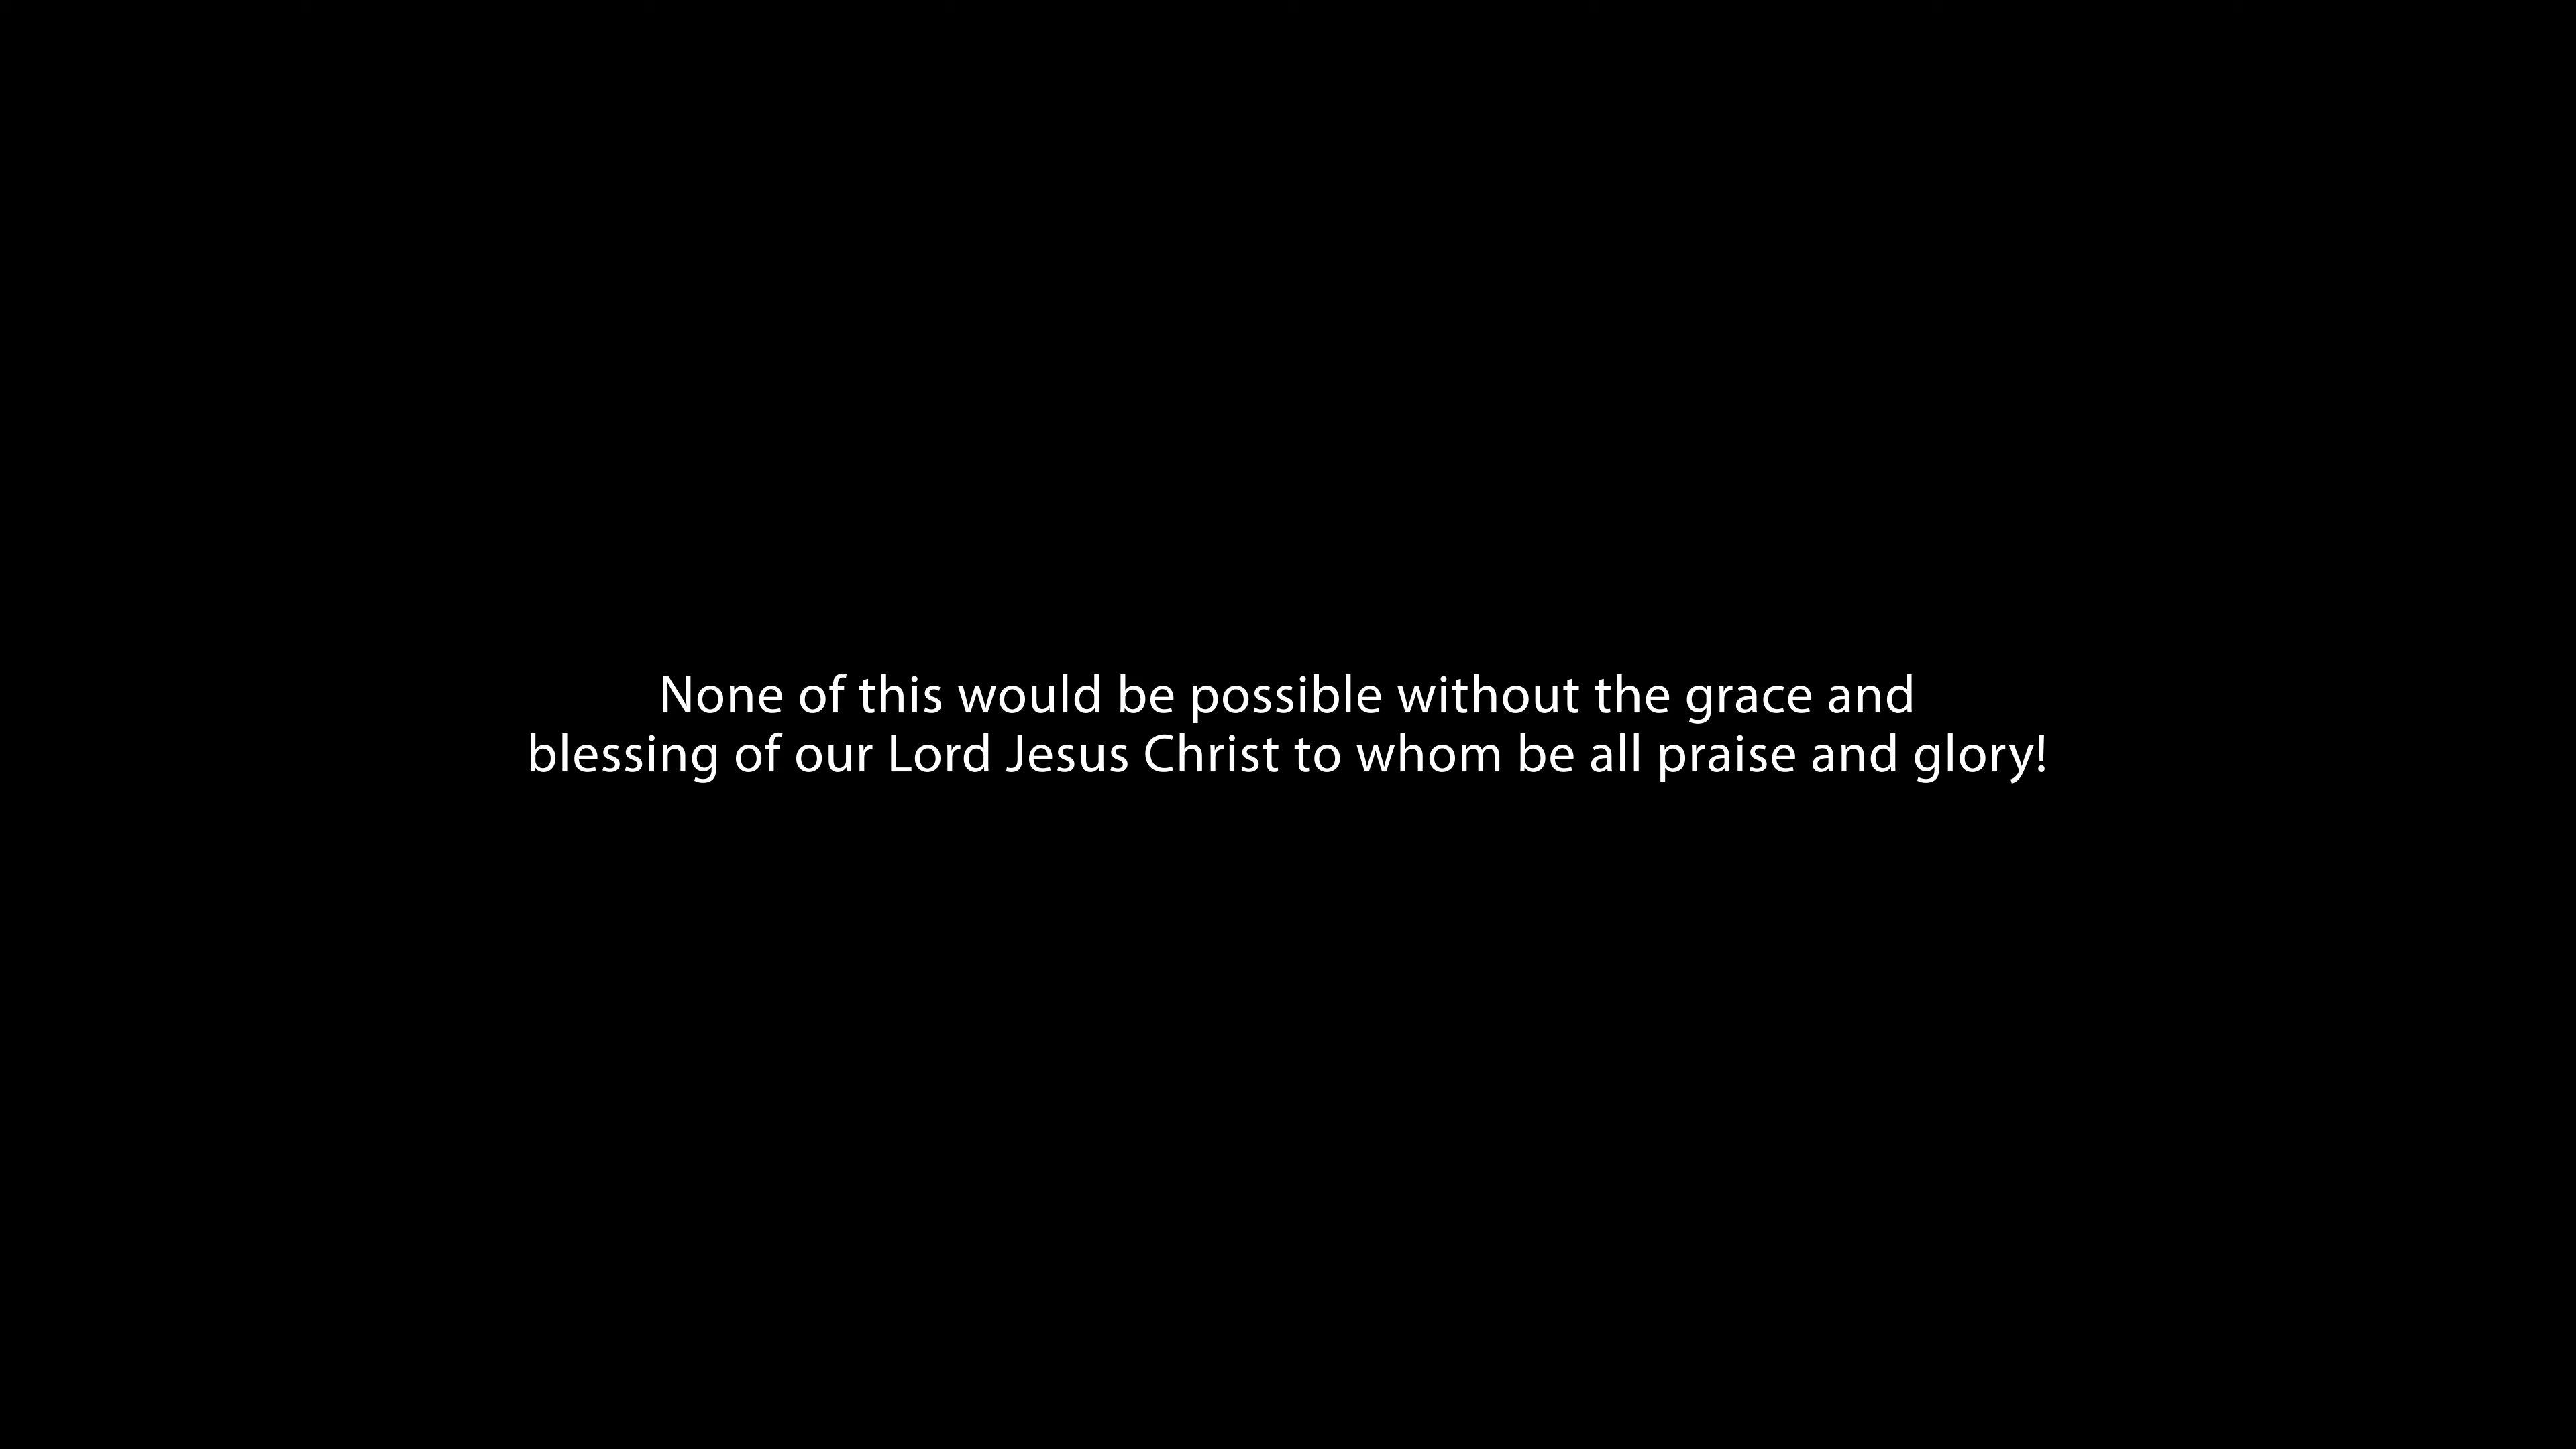 None of this would be possible without the grace and
blessing of our Lord Jesus Christ to whom be all praise and glory!